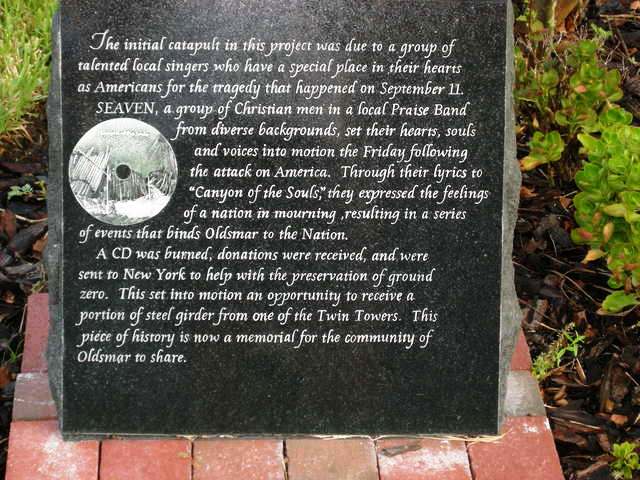 The initial catapult in this project was due to a group of
talented local singers who have a special place in their hearts
as Americans for the tragedy that happened on September 11.
SEAVEN, a group of Christian men in a local Praise Band
from diverse backgrounds, set their hearts, souls
and voices into motion the Friday following
the attack on America. Through their lyrics to
"Canyon of the Souls," they expressed the feelings
of a nation in mourning ,resulting in a series
of events that binds Oldsmar to the Nation.
A CD was burned, donations were received, and were
sent to New York to help with the preservation of ground
zero. This set into motion an opportunity to receive a
portion of steel girder from one of the Twin Towers. This
piece of history is now a memorial for the community of
Oldsmar to share.